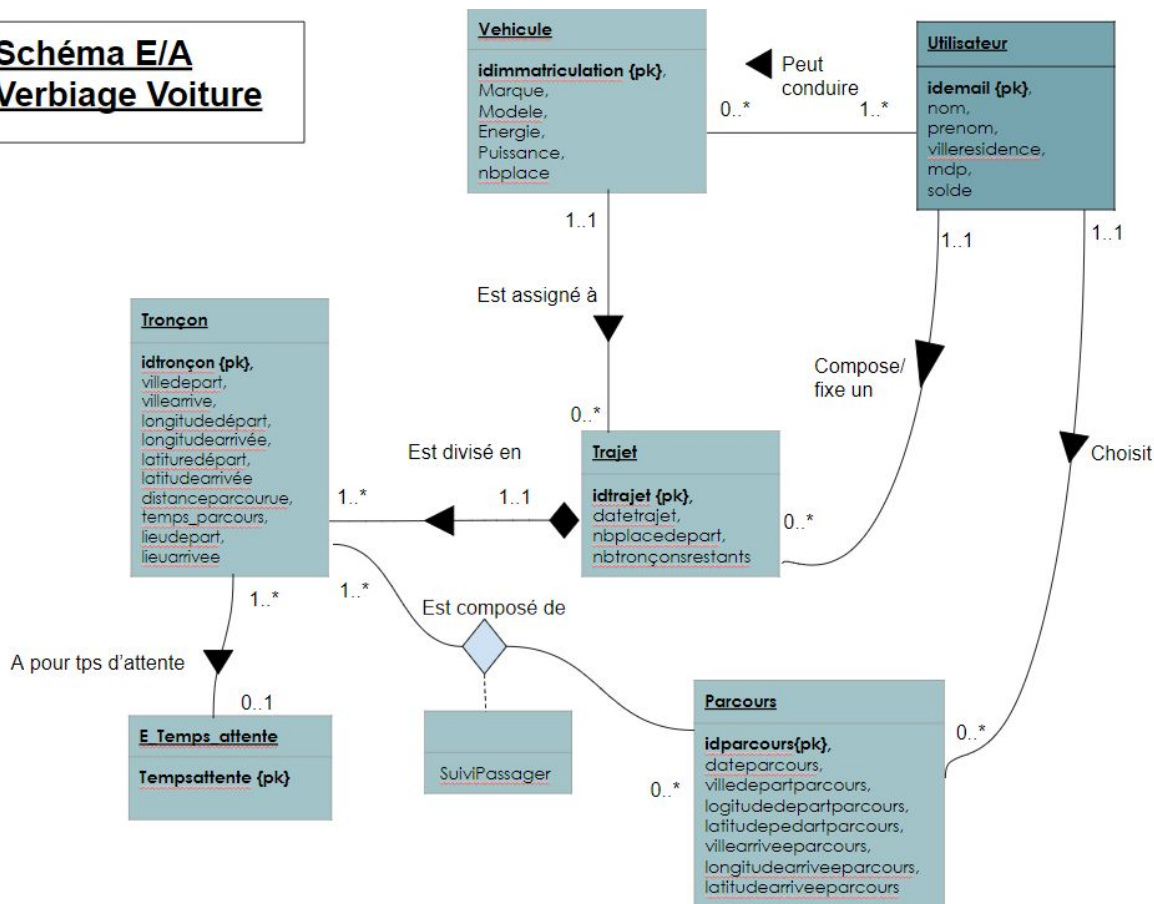 Schéma E/A
Verbiage Voiture
Vehicule
idimmatriculation {pk},
Marque,
Modele,
Energie,
Puissance,
nbplace
Peut
conduire
0..*
1..*
Utilisateur
idemail {pk},
nom,
prenom,
villeresidence,
mdp,
solde
1..1
1..1
1..1
Est assigné à
0..*
Compose/
fixe un
Choisit
Tronçon
idtronçon {pk},
villedepart,
villearrive,
longitudedépart,
longitudearrivée,
latituredépart,
latitudearrivée
distanceparcourue,
temps_parcours,
lieudepart,
lieuarrivee
Est divisé en
1..*
1..1
Trajet
idtrajet {pk},
datetrajet,
nbplacedepart,
nbtronçonsrestants
0..*
1..*
1..*
Est composé de
A pour tps d'attente
0..1
E_Temps_attente
Tempsattente {pk}
SuiviPassager
0..*
Parcours
idparcours{pk},
dateparcours,
villedepartparcours,
logitudedepartparcours,
latitudepedartparcours,
villearriveeparcours,
longitudearriveeparcours,
latitudearriveeparcours
0..*